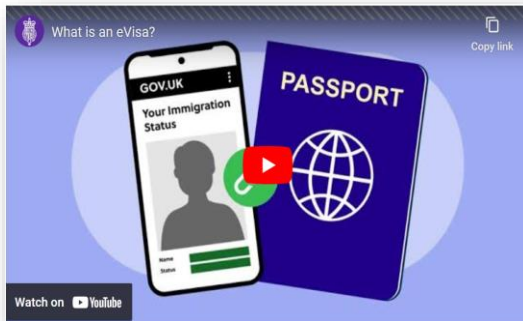 What is an eVisa?
Copy link
GOV.UK
Your Immigration
Status
Name
Status
PASSPORT
Watch on YouTube